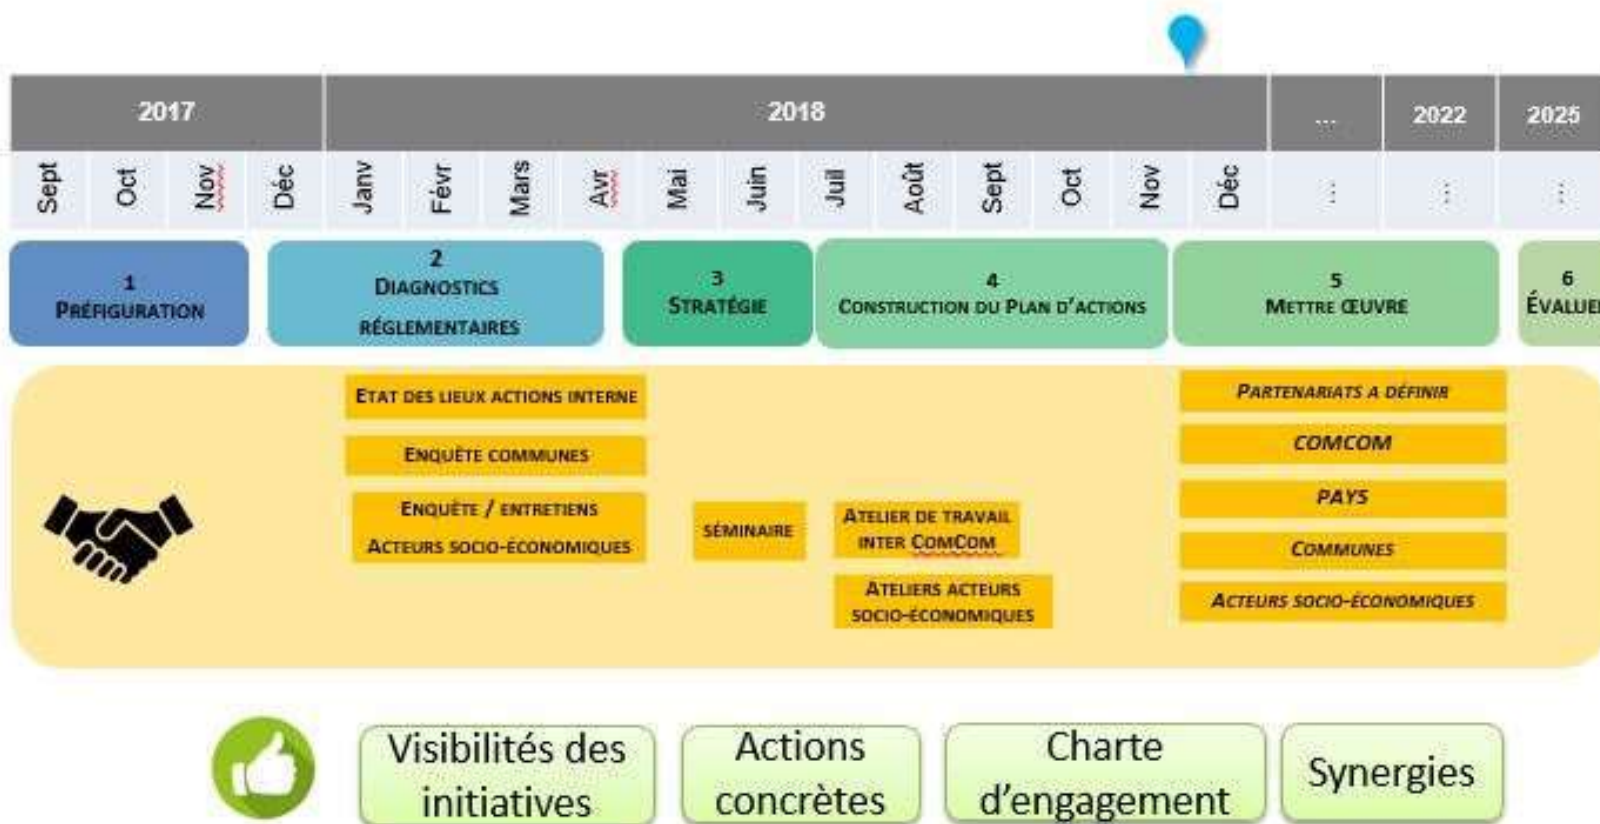 2017
2018
...
2022
2025
Sept
Oct
Nov
Déc
Janv
Févr
Mars
Avr
Mai
Juin
Juil
Août
Sept
Oct
Nov
Déc
...
...
...
1
PRÉFIGURATION
2
DIAGNOSTICS
RÉGLEMENTAIRES
3
STRATÉGIE
4
CONSTRUCTION DU PLAN D'ACTIONS
5
METTRE ŒUVRE
6
ÉVALUER
ETAT DES LIEUX ACTIONS INTERNE
ENQUÊTE COMMUNES
ENQUÊTE / ENTRETIENS
ACTEURS SOCIO-ÉCONOMIQUES
SÉMINAIRE
ATELIER DE TRAVAIL
INTER COMCOM
ATELIERS ACTEURS
SOCIO-ÉCONOMIQUES
PARTENARIATS A DÉFINIR
COMCOM
PAYS
COMMUNES
ACTEURS SOCIO-ÉCONOMIQUES
Visibilités des
initiatives
Actions
concrètes
Charte
d'engagement
Synergies